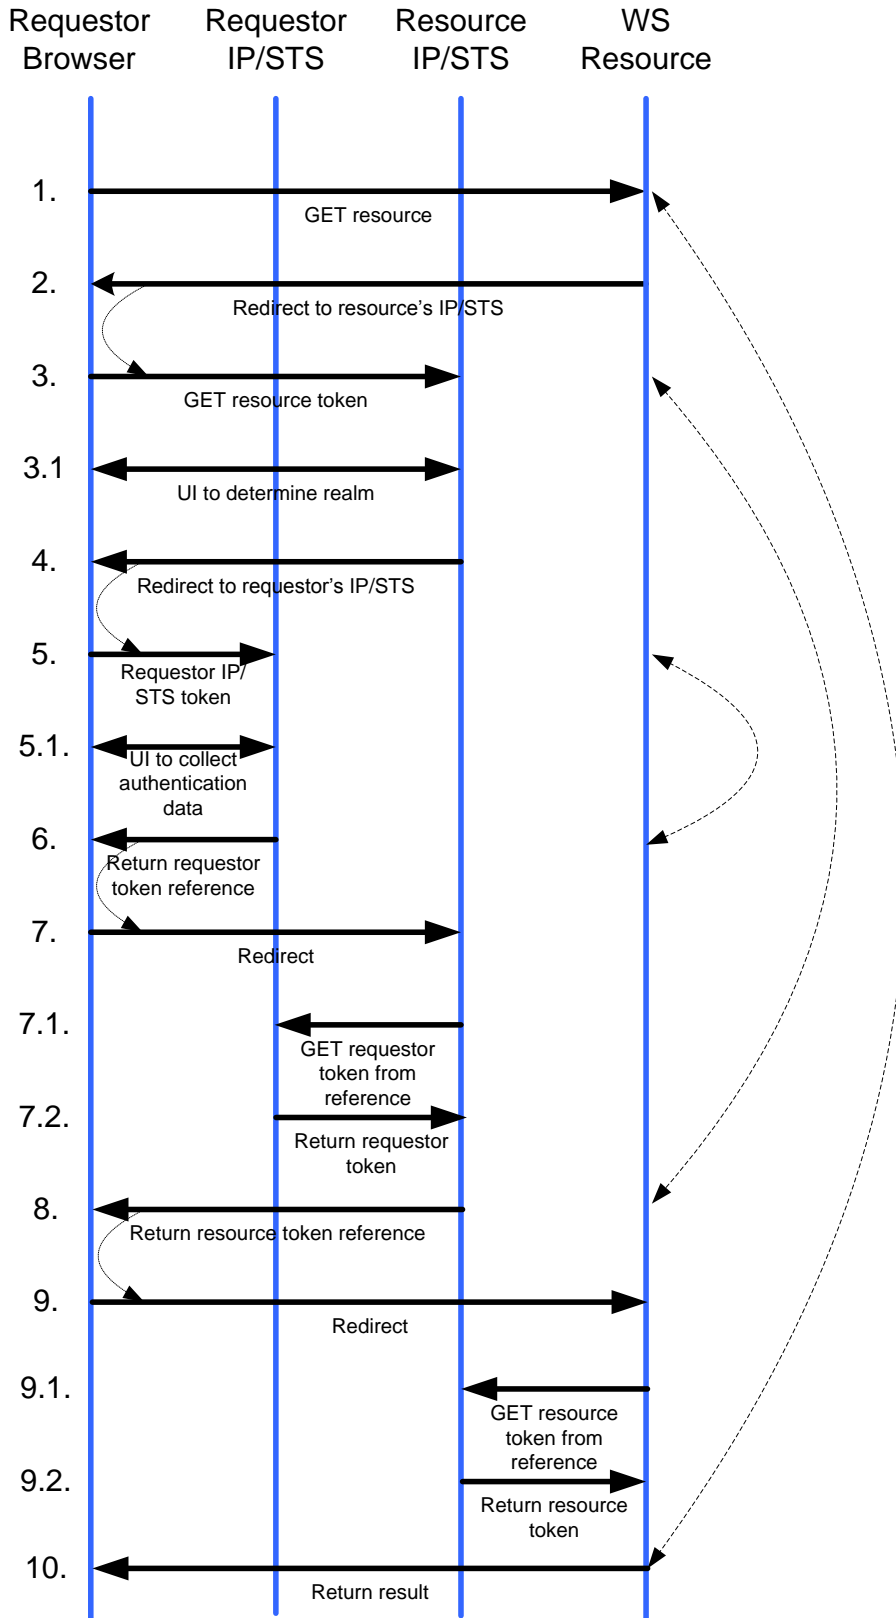 Requestor
Browser
Requestor
IP/STS
Resource
IP/STS
WS
Resource
1.
GET resource
2.
Redirect to resource's IP/STS
3.
GET resource token
3.1
UI to determine realm
4.
Redirect to requestor's IP/STS
5.
Requestor IP/
STS token
5.1.
UI to collect
authentication
data
6.
Return requestor
token reference
7.
Redirect
7.1.
GET requestor
token from
reference
7.2.
Return requestor
token
8.
Return resource token reference
9.
Redirect
9.1.
GET resource
token from
reference
9.2.
Return resource
token
10.
Return result